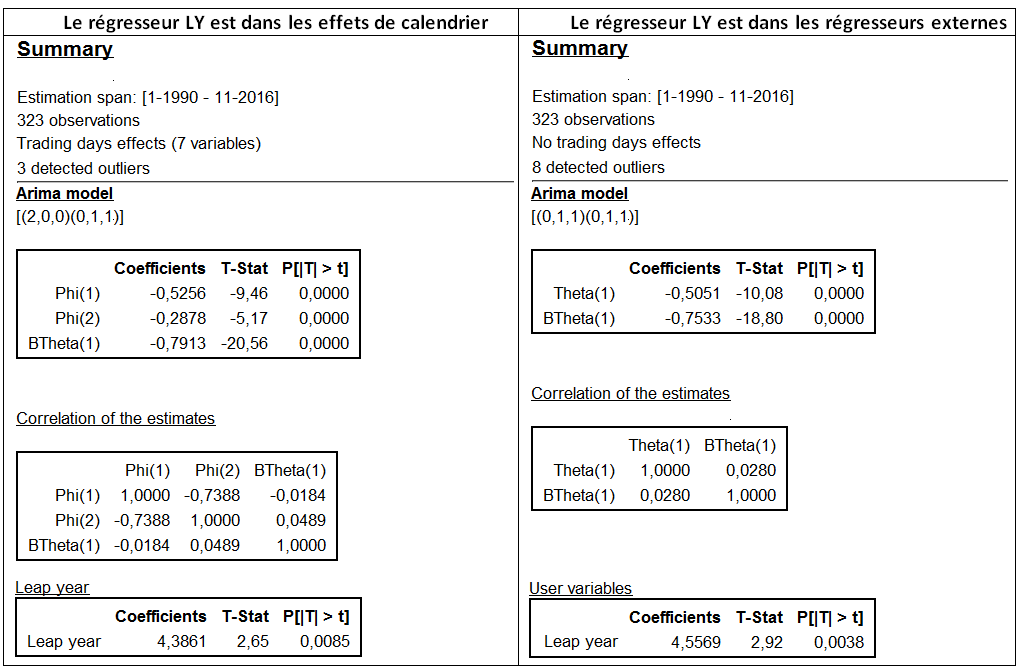 Le régresseur LY est dans les effets de calendrier
Summary
Estimation span: [1-1990 - 11-2016]
323 observations
Trading days effects (7 variables)
3 detected outliers
Arima model
[(2,0,0)(0,1,1)]
Coefficients T-Stat P[|T| > t]
Phi(1) -0,5256 -9,46 0,0000
Phi(2) -0,2878 -5,17 0,0000
BTheta(1) -0,7913 -20,56 0,0000
Correlation of the estimates
Phi(1) Phi(2) BTheta(1)
Phi(1) 1,0000 -0,7388 -0,0184
Phi(2) -0,7388 1,0000 0,0489
BTheta(1) -0,0184 0,0489 1,0000
Leap year
Coefficients T-Stat P[|T| > t]
Leap year 4,3861 2,65 0,0085
Le régresseur LY est dans les régresseurs externes
Summary
Estimation span: [1-1990 - 11-2016]
323 observations
No trading days effects
8 detected outliers
Arima model
[(0,1,1)(0,1,1)]
Coefficients T-Stat P[|T| > t]
Theta(1) -0,5051 -10,08 0,0000
BTheta(1) -0,7533 -18,80 0,0000
Correlation of the estimates
Theta(1) BTheta(1)
Theta(1) 1,0000 0,0280
BTheta(1) 0,0280 1,0000
User variables
Coefficients T-Stat P[|T| > t]
Leap year 4,5569 2,92 0,0038